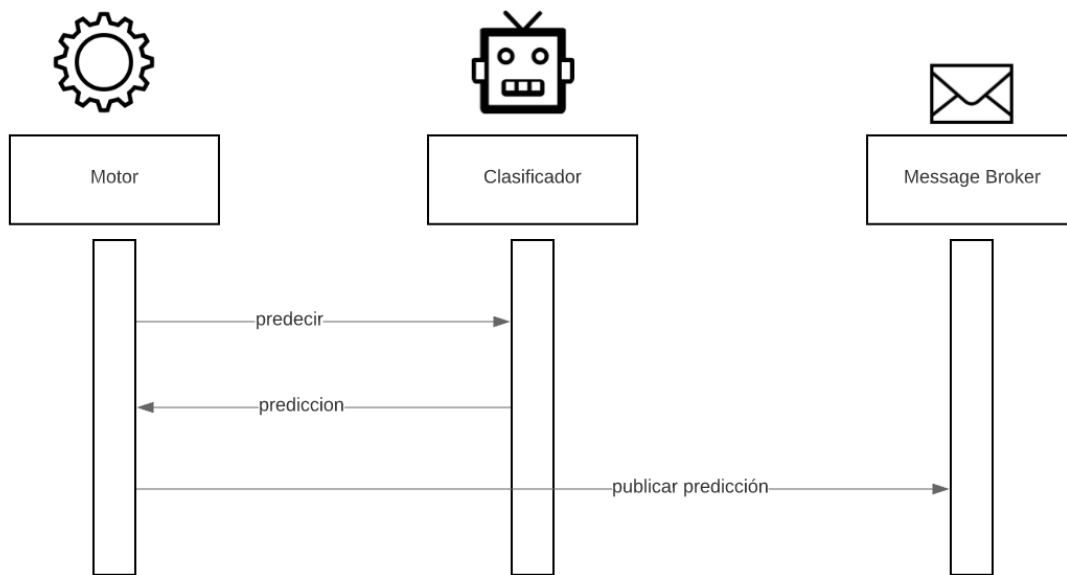 Motor
Clasificador
Message Broker
predecir
prediccion
publicar predicción